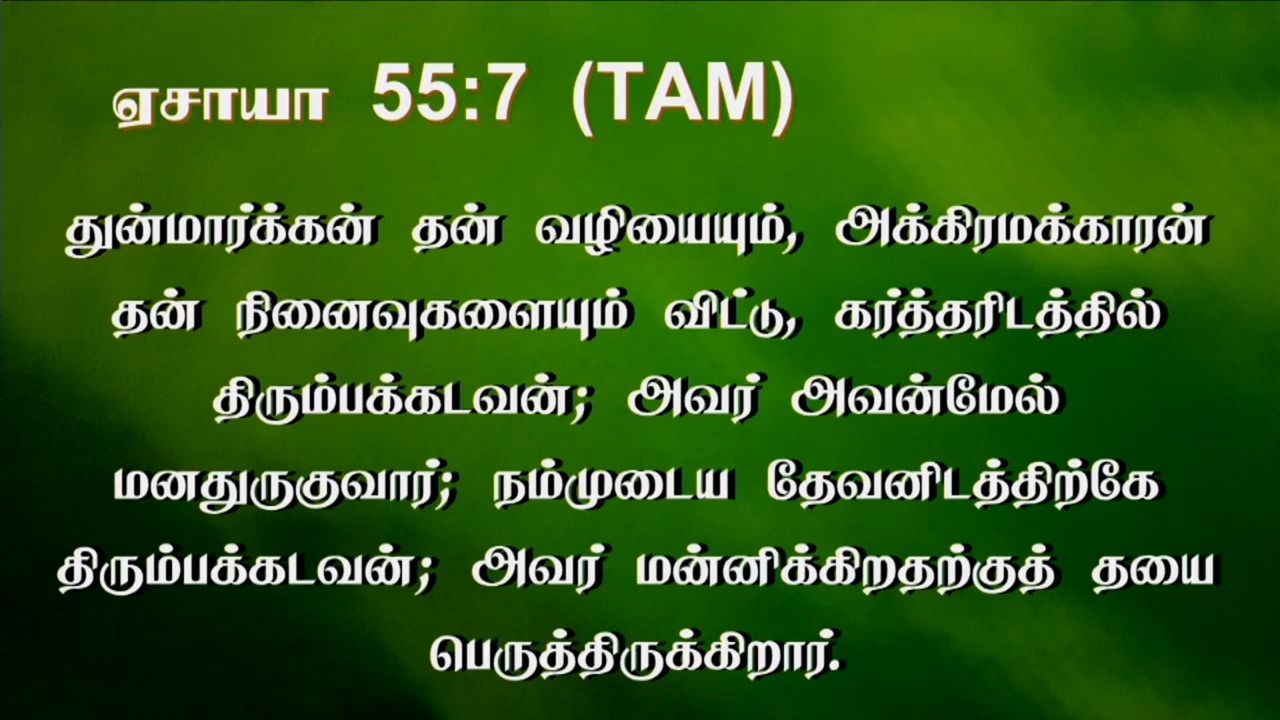 ஏசாயா 55:7 (TAM)
துன்மார்க்கன் தன் வழியையும், அக்கிரமக்காரன்
தன் நினைவுகளையும் விட்டு, கர்த்தரிடத்தில்
திரும்பக்கடவன்; அவர் அவன்மேல்
மனதுருகுவார்; நம்முடைய தேவனிடத்திற்கே
திரும்பக்கடவன்; அவர் மன்னிக்கிறதற்குத் தயை
பெருத்திருக்கிறார்.